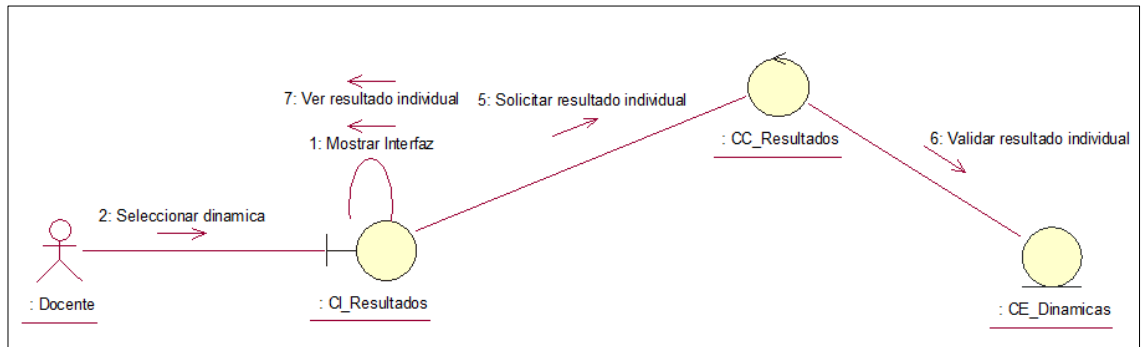 7: Ver resultado individual
5: Solicitar resultado individual
1: Mostrar Interfaz
: CC_Resultados
6: Validar resultado individual
2: Seleccionar dinamica
: Docente
: CI_Resultados
: CE_Dinamicas